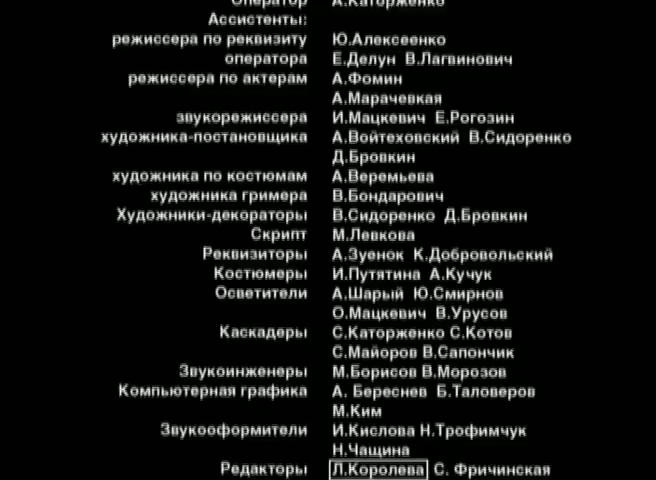 Оператор А.Каторженко
Ассистенты:
режиссера по реквизиту Ю.Алексеенко
оператора Е.Делун В.Лагвинович
режиссера по актерам А.Фомин
А.Марачевкая
звукорежиссера И.Мацкевич Е.Рогозин
художника-постановщика А.Войтеховский В.Сидоренко
Д.Бровкин
художника по костюмам А.Веремьева
художника гримера В.Бондарович
Художники-декораторы В.Сидоренко Д.Бровкин
Скрипт М.Левкова
Реквизиторы А.Зуенок К.Добровольский
Костюмеры И.Путятина А.Кучук
Осветители А.Шарый Ю.Смирнов
О.Мацкевич В.Урусов
Каскадеры С.Каторженко С.Котов
С.Майоров В.Сапончик
Звукоинженеры М.Борисов В.Морозов
Компьютерная графика А. Береснев Б.Таловеров
М.Ким
Звукооформители И.Кислова Н.Трофимчук
Н.Чащина
Редакторы Л.Королева С. Фричинская